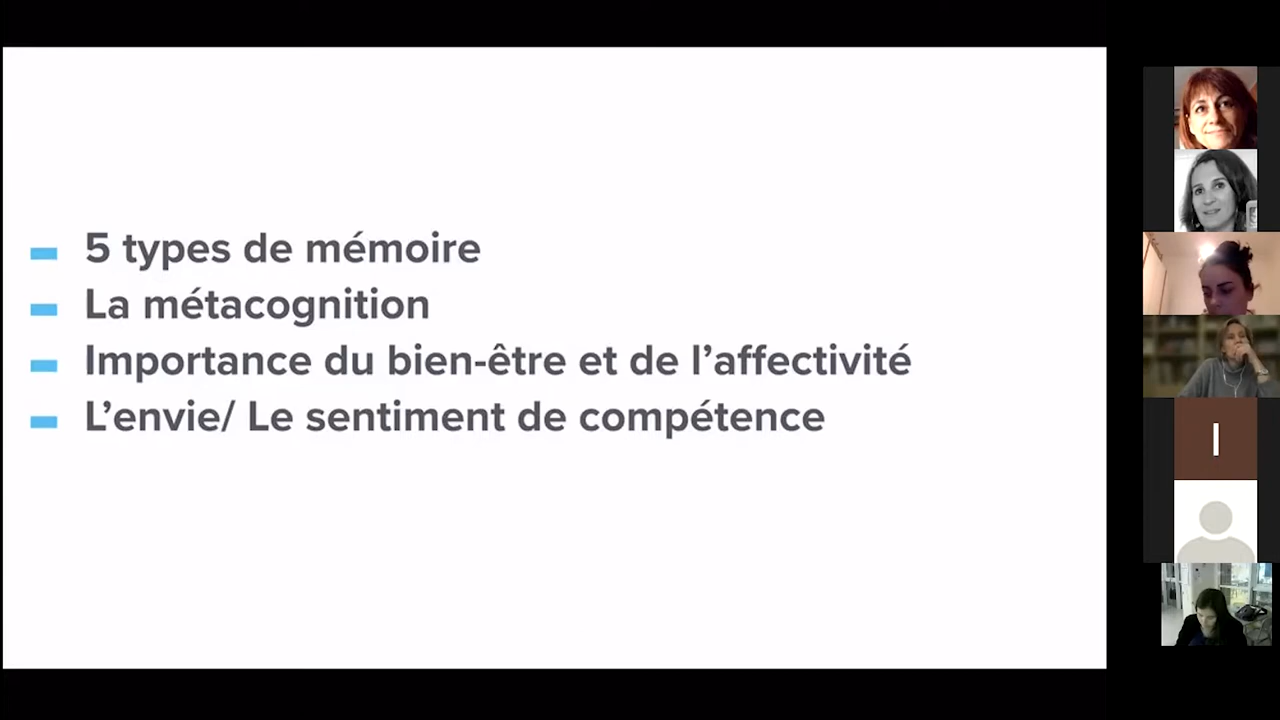 5 types de mémoire
La métacognition
Importance du bien-être et de l’affectivité
L’envie/ Le sentiment de compétence
I